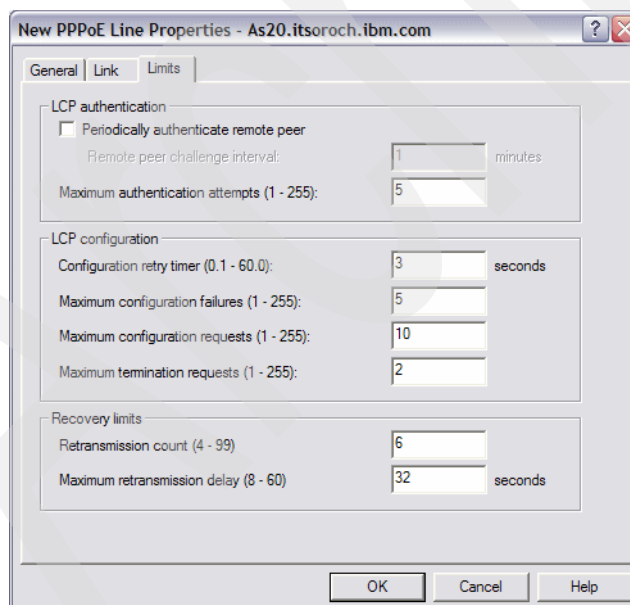 New PPPoE Line Properties - As20.itsoroch.ibm.com
General Link Limits
LCP authentication
Periodically authenticate remote peer
Remote peer challenge interval: 1 minutes
Maximum authentication attempts (1 - 255): 5
LCP configuration
Configuration retry timer (0.1 - 60.0): 3 seconds
Maximum configuration failures (1 - 255): 5
Maximum configuration requests (1 - 255): 10
Maximum termination requests (1 - 255): 2
Recovery limits
Retransmission count (4 - 99) 6
Maximum retransmission delay (8 - 60) 32 seconds
OK Cancel Help